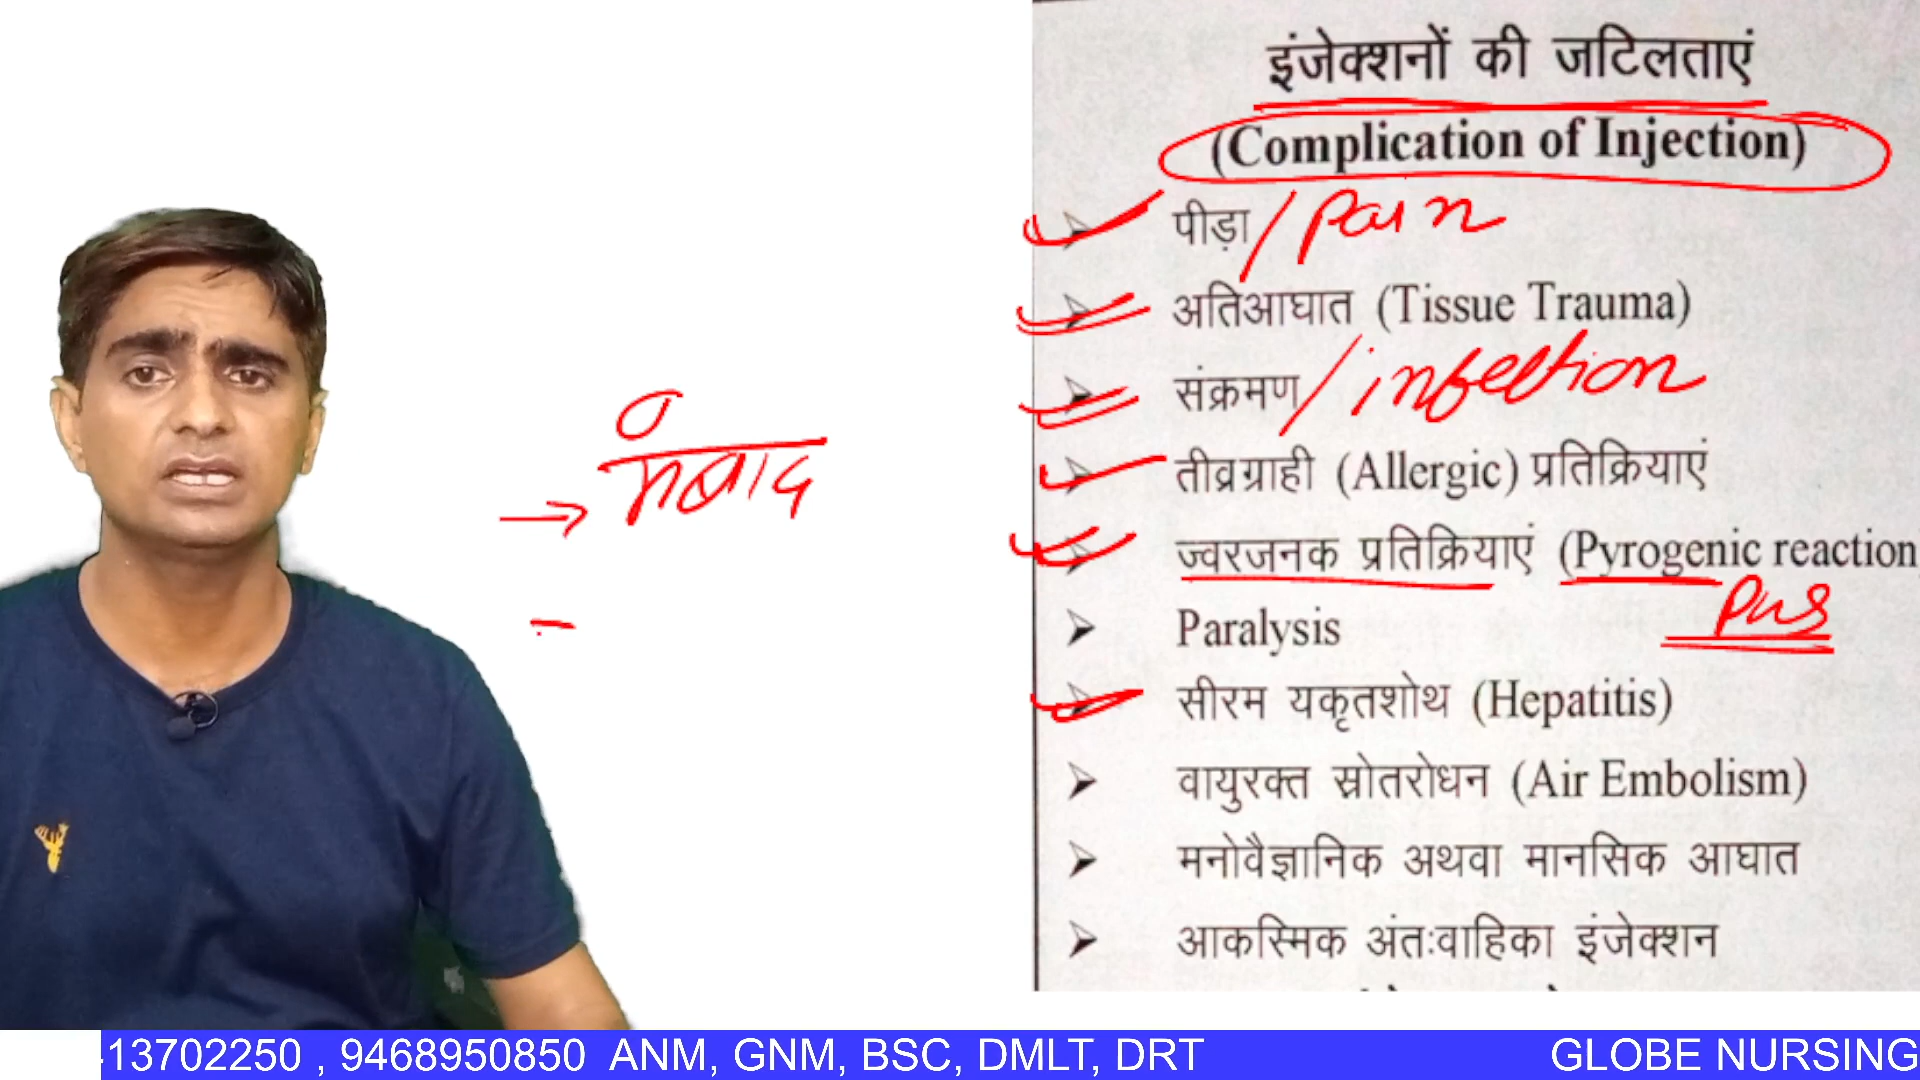 इंजेक्शनों की जटिलताएं
(Complication of Injection)
पीड़ा / Pain
अतिआघात (Tissue Trauma)
संक्रमण / infection
तीव्रग्राही (Allergic) प्रतिक्रियाएं
ज्वरजनक प्रतिक्रियाएं (Pyrogenic reaction
Pus
Paralysis
सीरम यकृतशोथ (Hepatitis)
वायुरक्त स्रोतरोधन (Air Embolism)
मनोवैज्ञानिक अथवा मानसिक आघात
आकस्मिक अंतःवाहिका इंजेक्शन
→ मवाद
13702250 , 9468950850 ANM, GNM, BSC, DMLT, DRT GLOBE NURSING